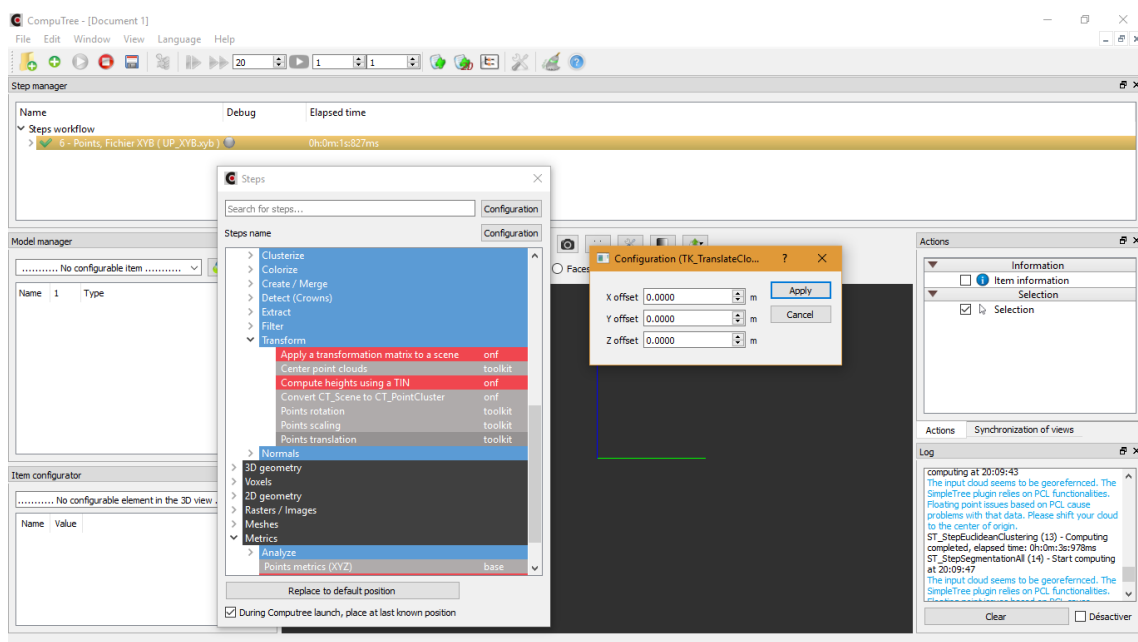 CompuTree - [Document 1]
File Edit Window View Language Help
20 1 1
Step manager
Name Debug Elapsed time
Steps workflow
6 - Points, Fichier XYB ( UP_XYB.xyb ) 0h:0m:1s:827ms
Steps
Search for steps... Configuration
Steps name Configuration
Clusterize
Colorize
Create / Merge
Detect (Crowns)
Extract
Filter
Transform
Apply a transformation matrix to a scene onf
Center point clouds toolkit
Compute heights using a TIN onf
Convert CT_Scene to CT_PointCluster onf
Points rotation toolkit
Points scaling toolkit
Points translation toolkit
Normals
3D geometry
Voxels
2D geometry
Rasters / Images
Meshes
Metrics
Analyze
Points metrics (XYZ) base
Replace to default position
During Computree launch, place at last known position
Model manager
........... No configurable item ...........
Name 1 Type
Item configurator
........... No configurable element in the 3D view .
Name Value
Faces
Configuration (TK_TranslateClo... ?
X offset 0.0000 m Apply
Y offset 0.0000 m Cancel
Z offset 0.0000 m
Actions
Information
Item information
Selection
Selection
Actions Synchronization of views
Log
computing at 20:09:43
The input cloud seems to be georefernced. The
SimpleTree plugin relies on PCL functionalities.
Floating point issues based on PCL cause
problems with that data. Please shift your cloud
to the center of origin.
ST_StepEuclideanClustering (13) - Computing
completed, elapsed time: 0h:0m:3s:978ms
ST_StepSegmentationAll (14) - Start computing
at 20:09:47
The input cloud seems to be georefernced. The
SimpleTree plugin relies on PCL functionalities.
Clear Désactiver